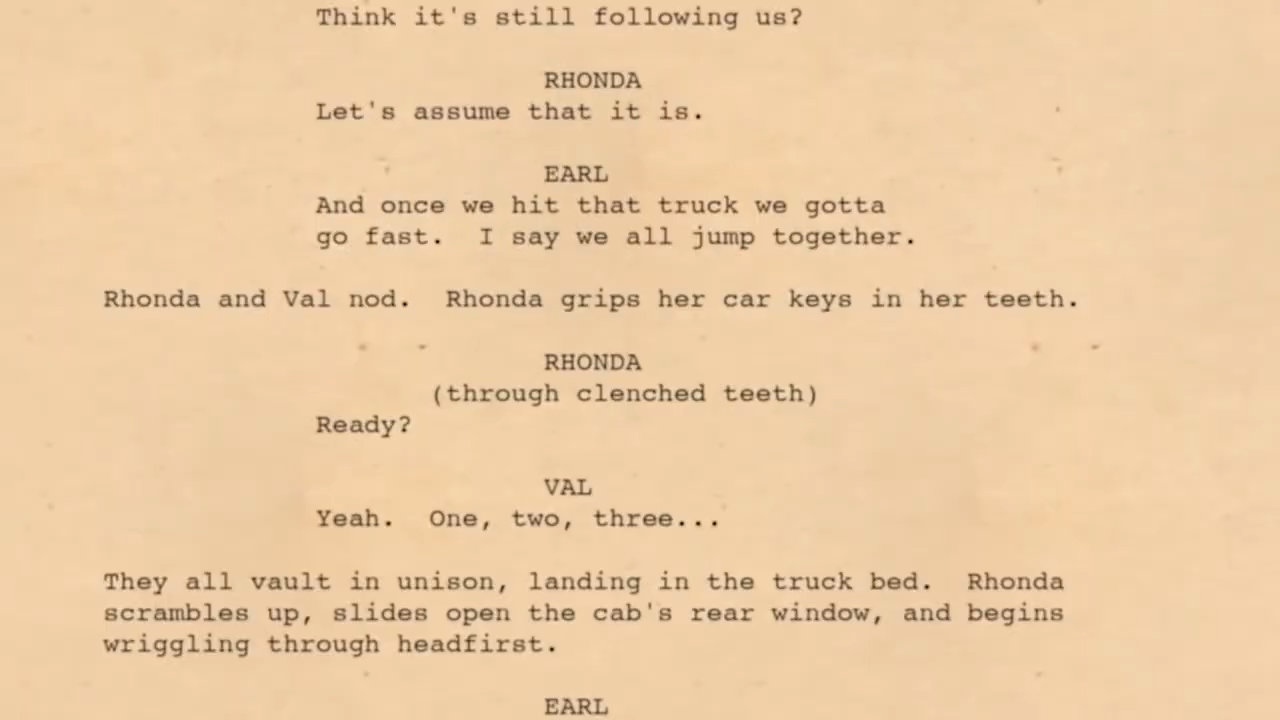 Think it's still following us?
RHONDA
Let's assume that it is.
EARL
And once we hit that truck we gotta
go fast.  I say we all jump together.
Rhonda and Val nod.  Rhonda grips her car keys in her teeth.
RHONDA
(through clenched teeth)
Ready?
VAL
Yeah.  One, two, three...
They all vault in unison, landing in the truck bed.  Rhonda
scrambles up, slides open the cab's rear window, and begins
wriggling through headfirst.
EARL